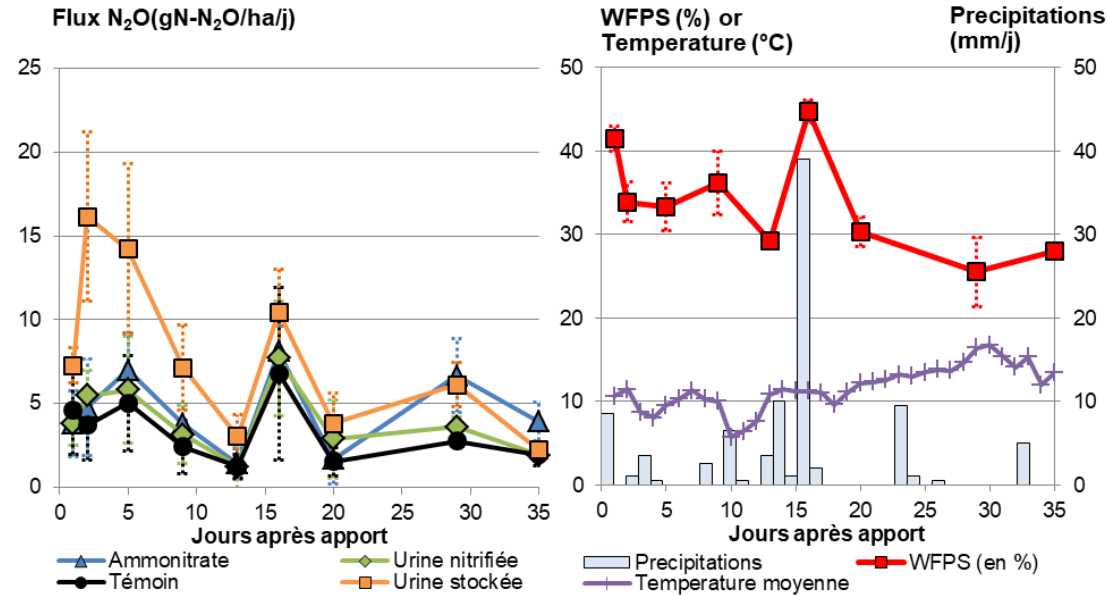 Flux N₂O(gN-N₂O/ha/j)
25
20
15
10
5
0
0 5 10 15 20 25 30 35
Jours après apport
Ammonitrate
Urine nitrifiée
Témoin
Urine stockée
WFPS (%) or
Temperature (°C)
Precipitations
(mm/j)
50
40
30
20
10
0
50
40
30
20
10
0
0 5 10 15 20 25 30 35
Jours après apport
Precipitations
WFPS (en %)
Temperature moyenne